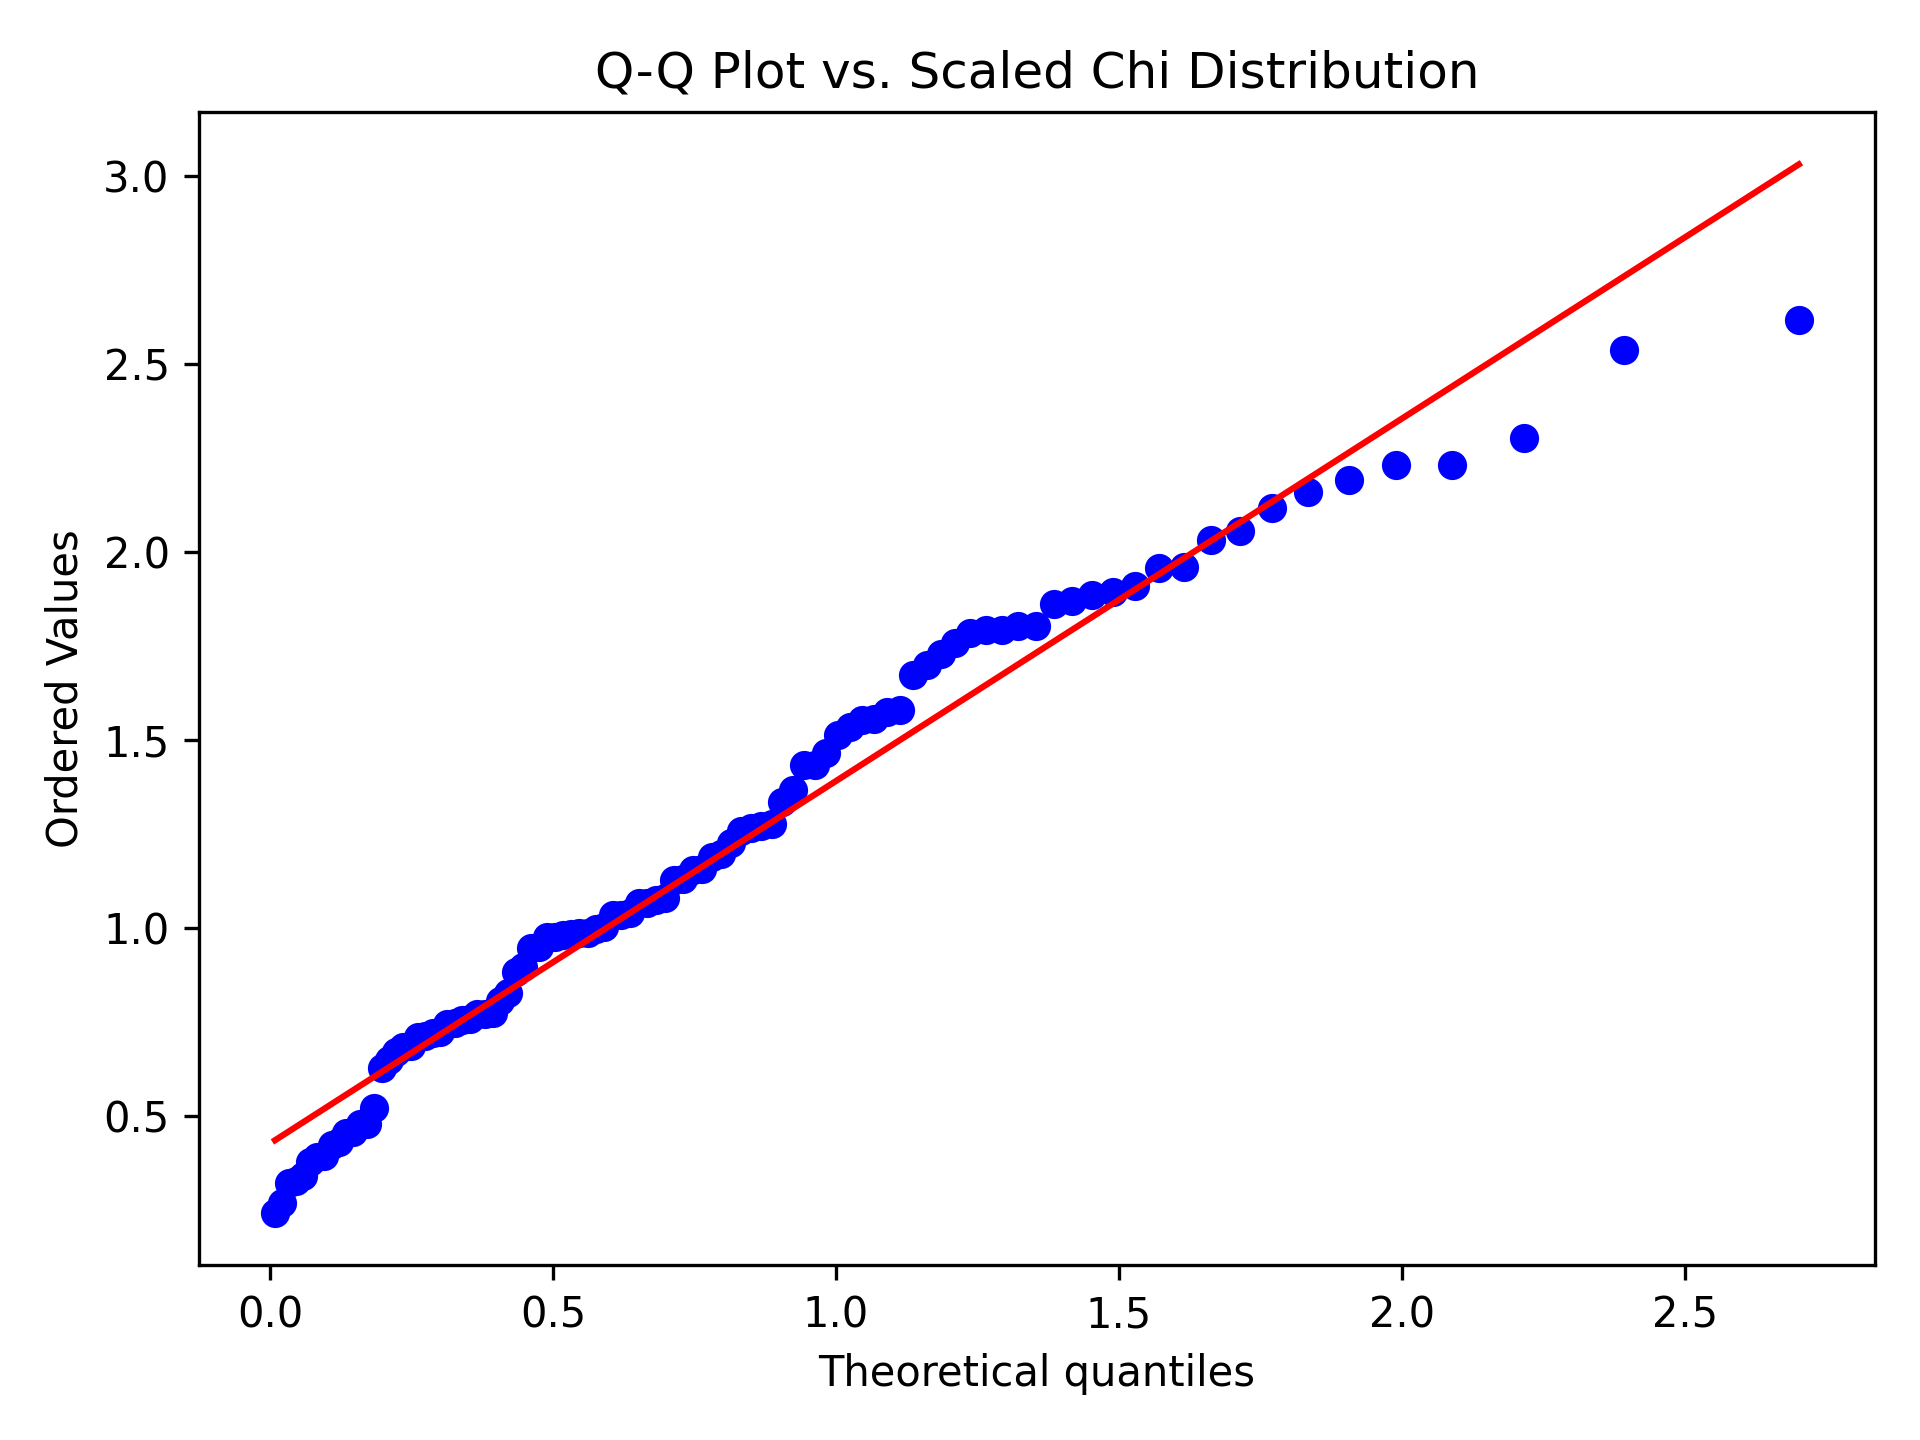 Q-Q Plot vs. Scaled Chi Distribution
Ordered Values
3.0
2.5
2.0
1.5
1.0
0.5
0.0 0.5 1.0 1.5 2.0 2.5
Theoretical quantiles